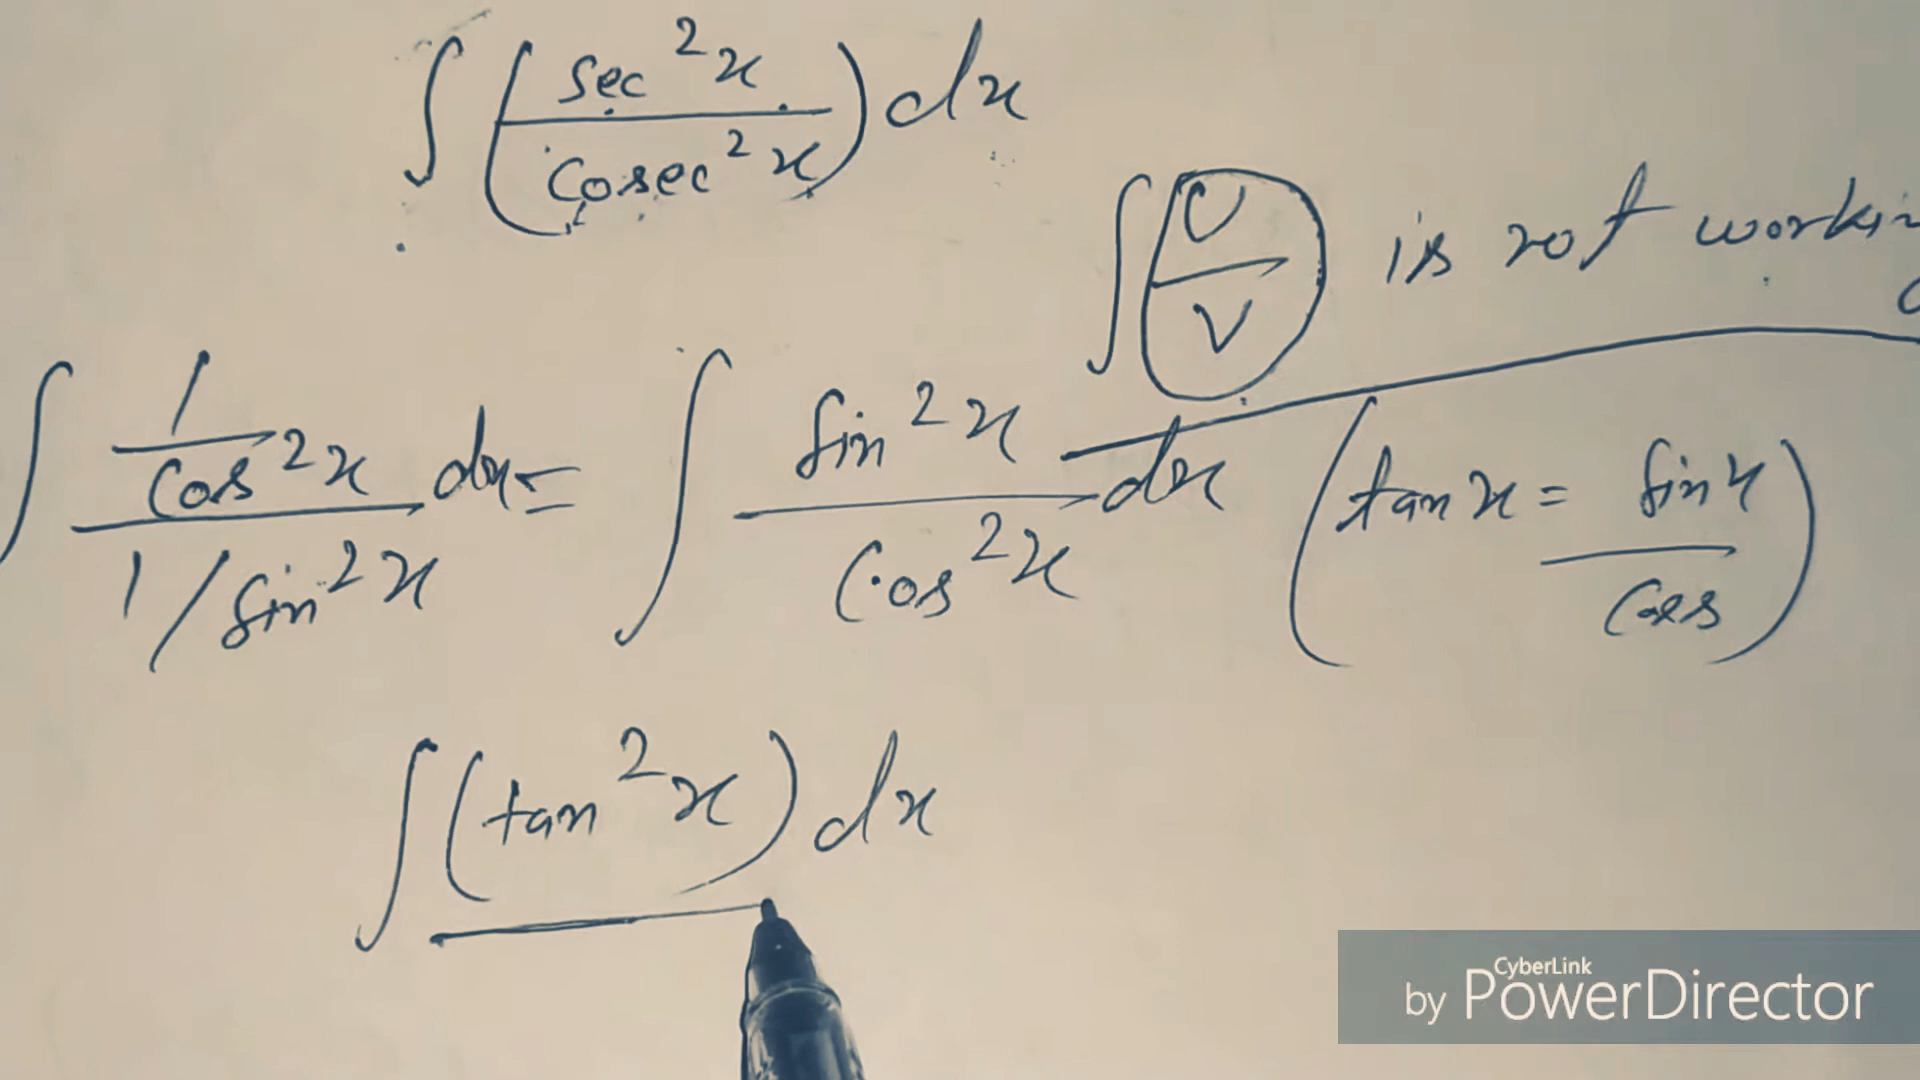 ∫ (sec²x / cosec²x) dx
∫ U/V is not working
∫ (1/cos²x) / (1/sin²x) dx = ∫ sin²x / cos²x dx (tan x = sin x / cos)
∫ (tan²x) dx
CyberLink
by PowerDirector